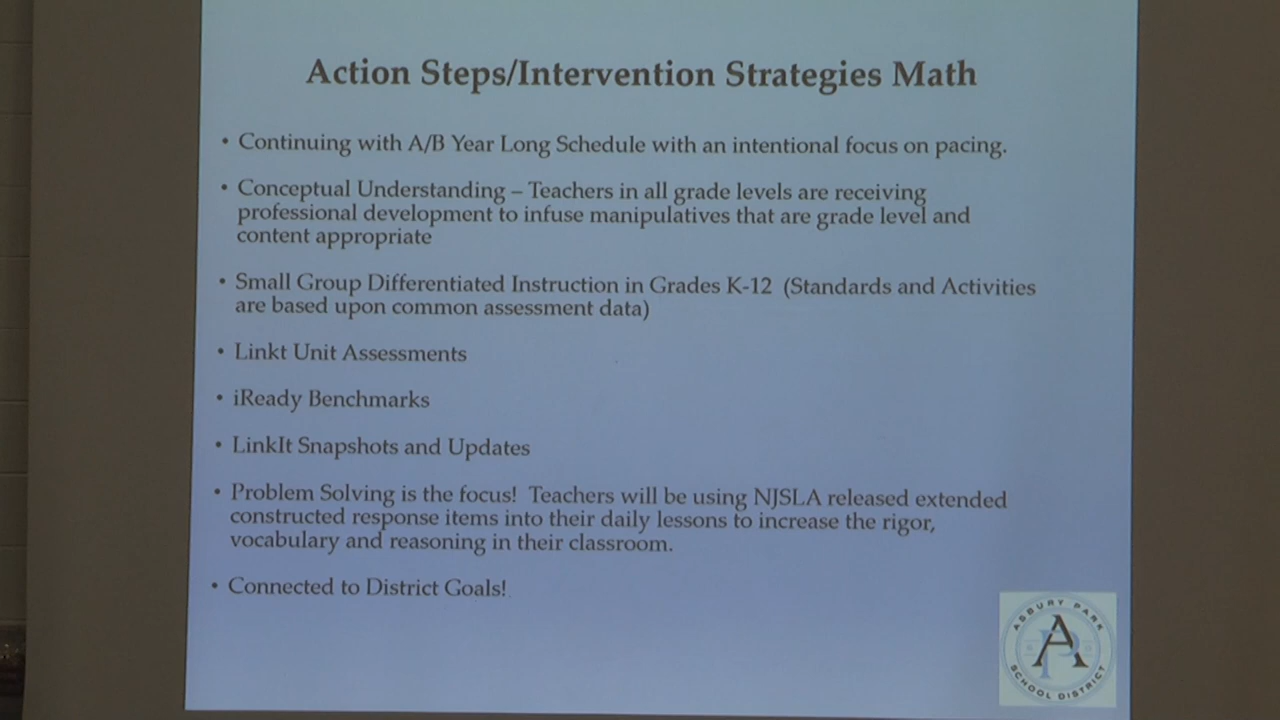 Action Steps/Intervention Strategies Math
• Continuing with A/B Year Long Schedule with an intentional focus on pacing.
• Conceptual Understanding – Teachers in all grade levels are receiving
professional development to infuse manipulatives that are grade level and
content appropriate
• Small Group Differentiated Instruction in Grades K-12 (Standards and Activities
are based upon common assessment data)
• Linkt Unit Assessments
• iReady Benchmarks
• LinkIt Snapshots and Updates
• Problem Solving is the focus! Teachers will be using NJSLA released extended
constructed response items into their daily lessons to increase the rigor,
vocabulary and reasoning in their classroom.
• Connected to District Goals!
ASBURY PARK
AP
SCHOOL DISTRICT